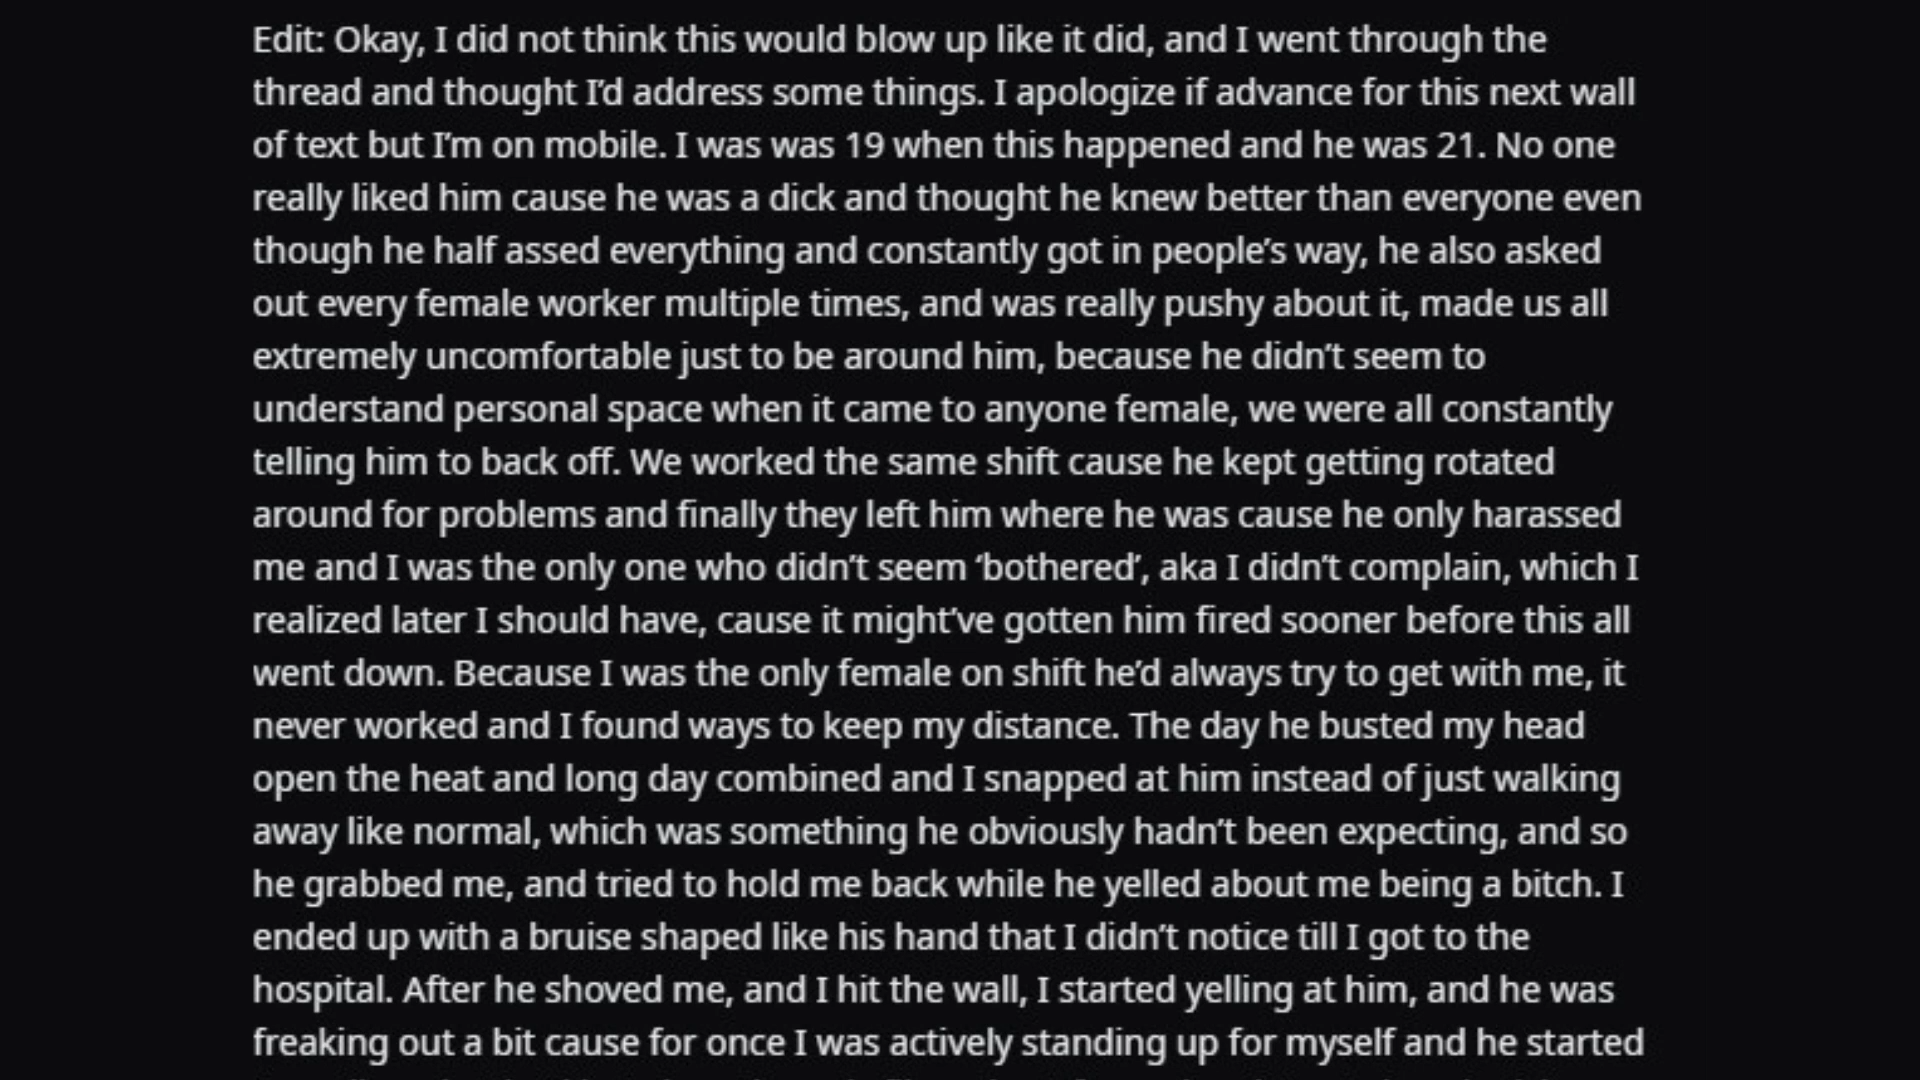 Edit: Okay, I did not think this would blow up like it did, and I went through the
thread and thought I’d address some things. I apologize if advance for this next wall
of text but I’m on mobile. I was was 19 when this happened and he was 21. No one
really liked him cause he was a dick and thought he knew better than everyone even
though he half assed everything and constantly got in people’s way, he also asked
out every female worker multiple times, and was really pushy about it, made us all
extremely uncomfortable just to be around him, because he didn’t seem to
understand personal space when it came to anyone female, we were all constantly
telling him to back off. We worked the same shift cause he kept getting rotated
around for problems and finally they left him where he was cause he only harassed
me and I was the only one who didn’t seem ‘bothered’, aka I didn’t complain, which I
realized later I should have, cause it might’ve gotten him fired sooner before this all
went down. Because I was the only female on shift he’d always try to get with me, it
never worked and I found ways to keep my distance. The day he busted my head
open the heat and long day combined and I snapped at him instead of just walking
away like normal, which was something he obviously hadn’t been expecting, and so
he grabbed me, and tried to hold me back while he yelled about me being a bitch. I
ended up with a bruise shaped like his hand that I didn’t notice till I got to the
hospital. After he shoved me, and I hit the wall, I started yelling at him, and he was
freaking out a bit cause for once I was actively standing up for myself and he started